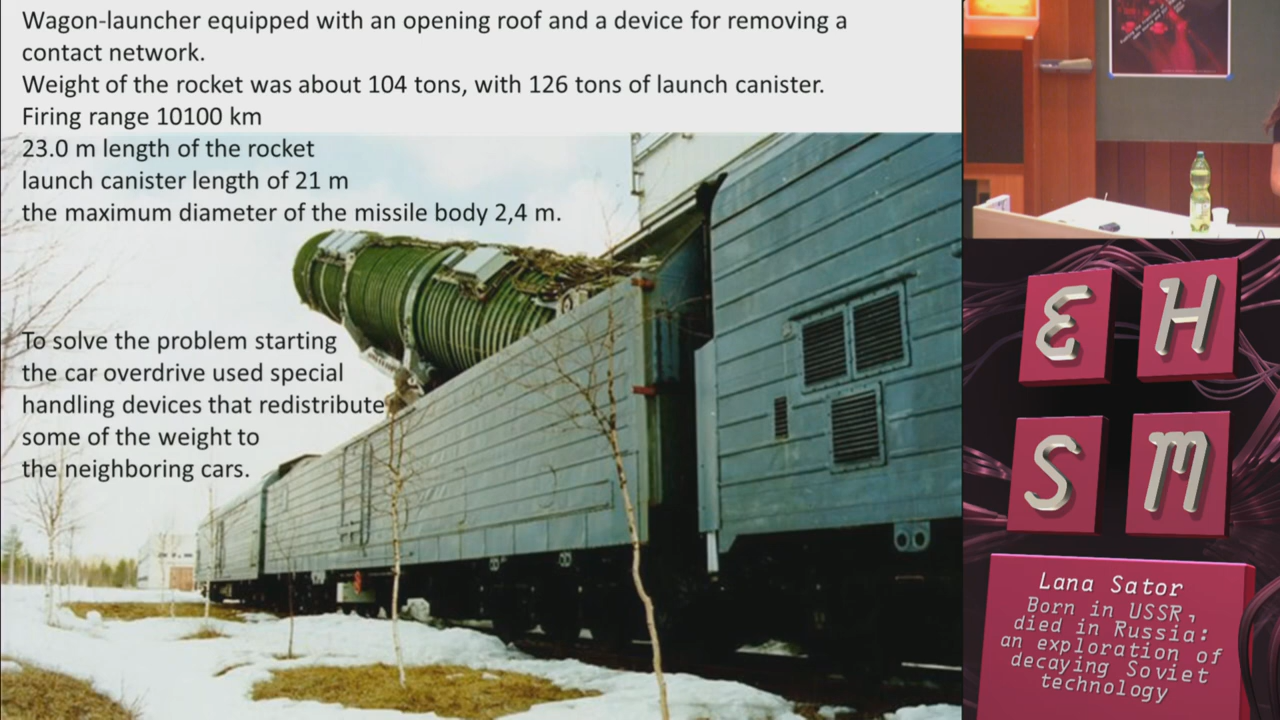 Wagon-launcher equipped with an opening roof and a device for removing a
contact network.
Weight of the rocket was about 104 tons, with 126 tons of launch canister.
Firing range 10100 km
23.0 m length of the rocket
launch canister length of 21 m
the maximum diameter of the missile body 2,4 m.
To solve the problem starting
the car overdrive used special
handling devices that redistribute
some of the weight to
the neighboring cars.
E H
S M
Lana Sator
Born in USSR,
died in Russia:
an exploration of
decaying Soviet
technology